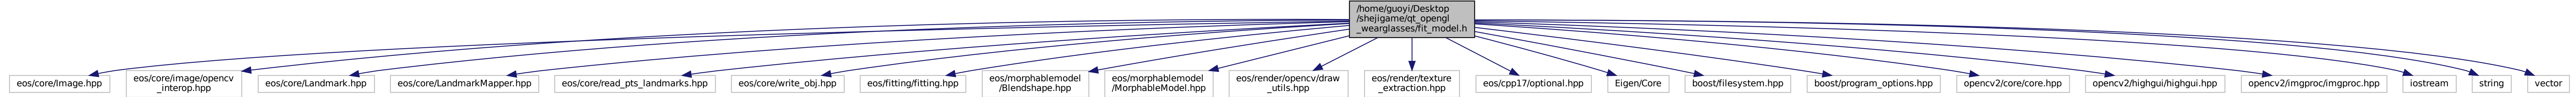 /home/guoyi/Desktop
/shejigame/qt_opengl
_wearglasses/fit_model.h
eos/core/Image.hpp
eos/core/image/opencv
_interop.hpp
eos/core/Landmark.hpp
eos/core/LandmarkMapper.hpp
eos/core/read_pts_landmarks.hpp
eos/core/write_obj.hpp
eos/fitting/fitting.hpp
eos/morphablemodel
/Blendshape.hpp
eos/morphablemodel
/MorphableModel.hpp
eos/render/opencv/draw
_utils.hpp
eos/render/texture
_extraction.hpp
eos/cpp17/optional.hpp
Eigen/Core
boost/filesystem.hpp
boost/program_options.hpp
opencv2/core/core.hpp
opencv2/highgui/highgui.hpp
opencv2/imgproc/imgproc.hpp
iostream
string
vector